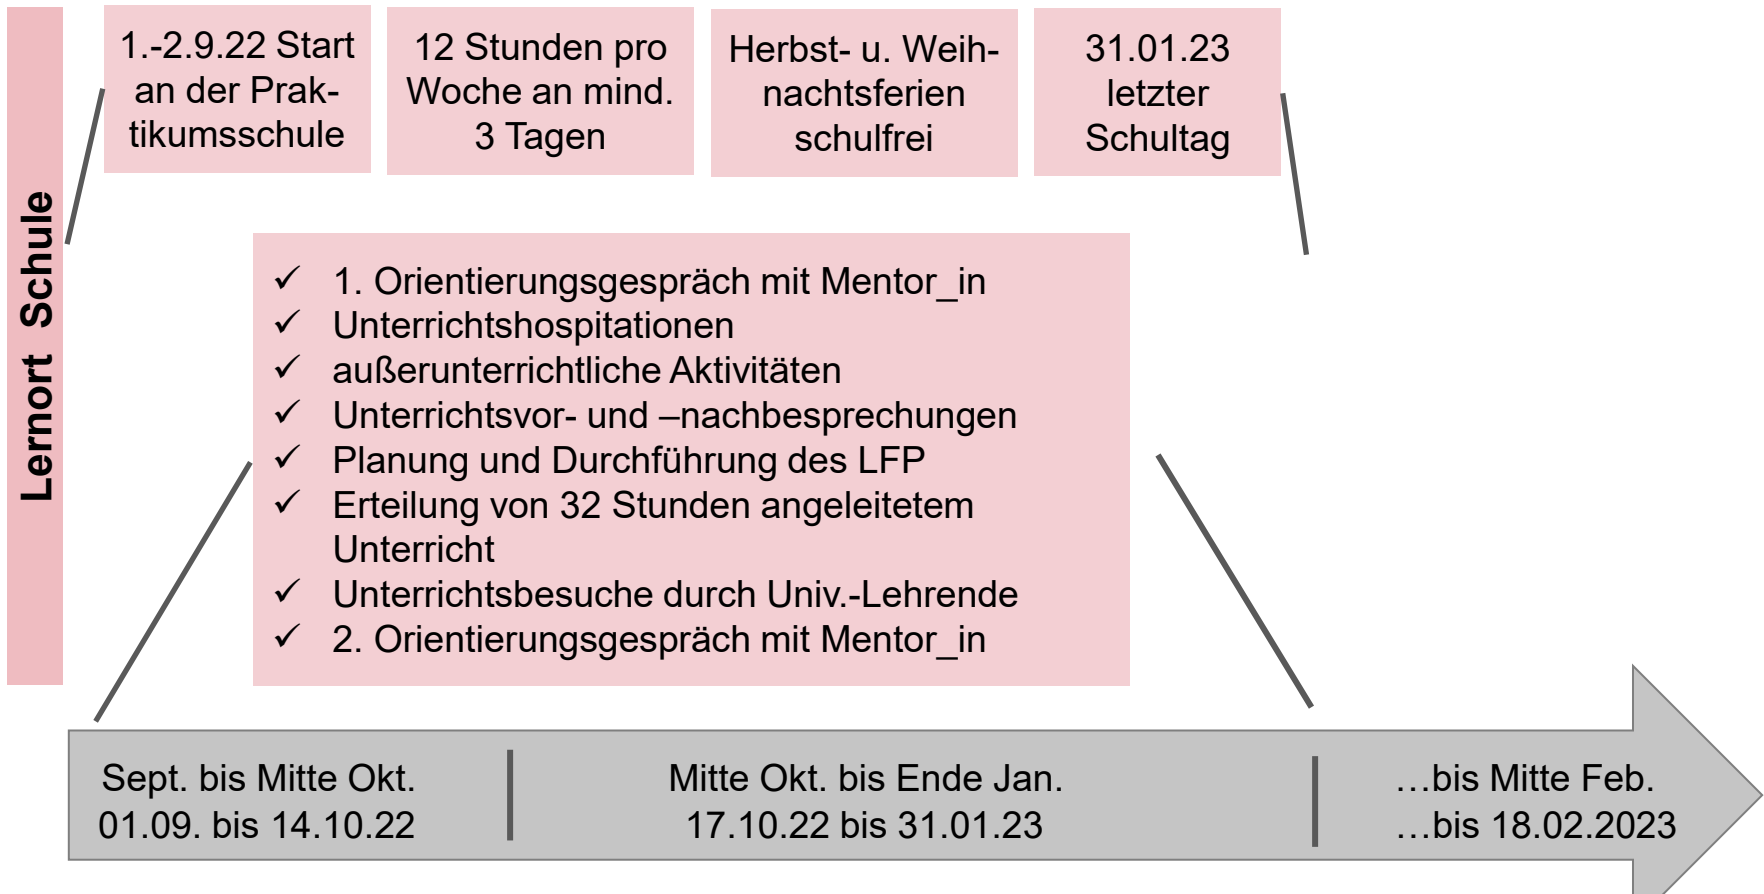 Lernort Schule
1.-2.9.22 Start
an der Prak-
tikumsschule
12 Stunden pro
Woche an mind.
3 Tagen
Herbst- u. Weih-
nachtsferien
schulfrei
31.01.23
letzter
Schultag
✓ 1. Orientierungsgespräch mit Mentor_in
✓ Unterrichtshospitationen
✓ außerunterrichtliche Aktivitäten
✓ Unterrichtsvor- und –nachbesprechungen
✓ Planung und Durchführung des LFP
✓ Erteilung von 32 Stunden angeleitetem
Unterricht
✓ Unterrichtsbesuche durch Univ.-Lehrende
✓ 2. Orientierungsgespräch mit Mentor_in
Sept. bis Mitte Okt.
01.09. bis 14.10.22
Mitte Okt. bis Ende Jan.
17.10.22 bis 31.01.23
…bis Mitte Feb.
…bis 18.02.2023